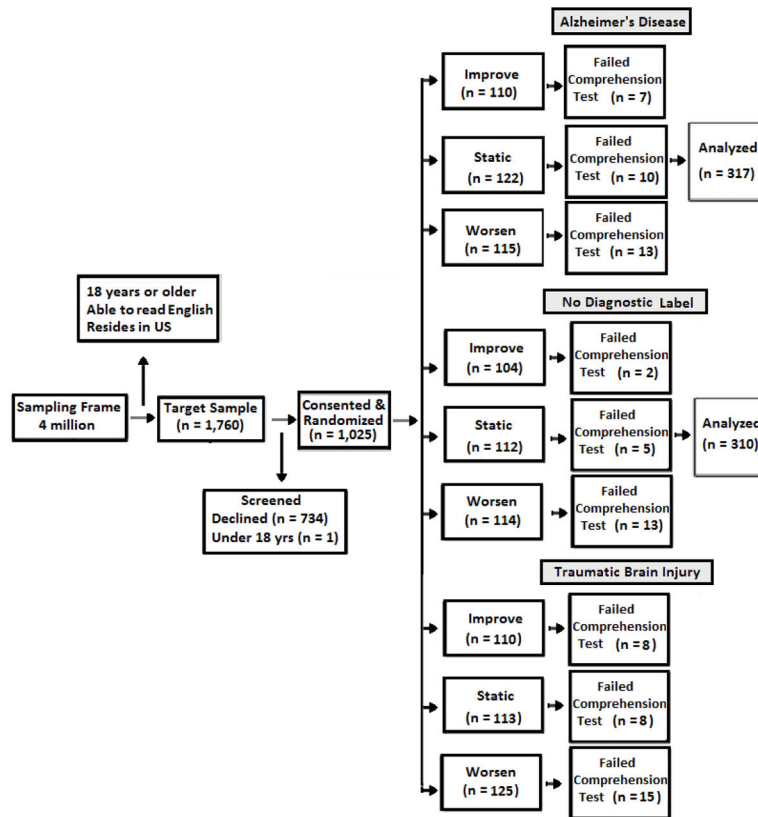 Alzheimer's Disease
Improve
(n = 110)
Failed
Comprehension
Test (n = 7)
Static
(n = 122)
Failed
Comprehension
Test (n = 10)
Analyzed
(n = 317)
Worsen
(n = 115)
Failed
Comprehension
Test (n = 13)
18 years or older
Able to read English
Resides in US
Sampling Frame
4 million
Target Sample
(n = 1,760)
Consented &
Randomized
(n = 1,025)
Screened
Declined (n = 734)
Under 18 yrs (n = 1)
No Diagnostic Label
Improve
(n = 104)
Failed
Comprehension
Test (n = 2)
Static
(n = 112)
Failed
Comprehension
Test (n = 5)
Analyzed
(n = 310)
Worsen
(n = 114)
Failed
Comprehension
Test (n = 13)
Traumatic Brain Injury
Improve
(n = 110)
Failed
Comprehension
Test (n = 8)
Static
(n = 113)
Failed
Comprehension
Test (n = 8)
Worsen
(n = 125)
Failed
Comprehension
Test (n = 15)